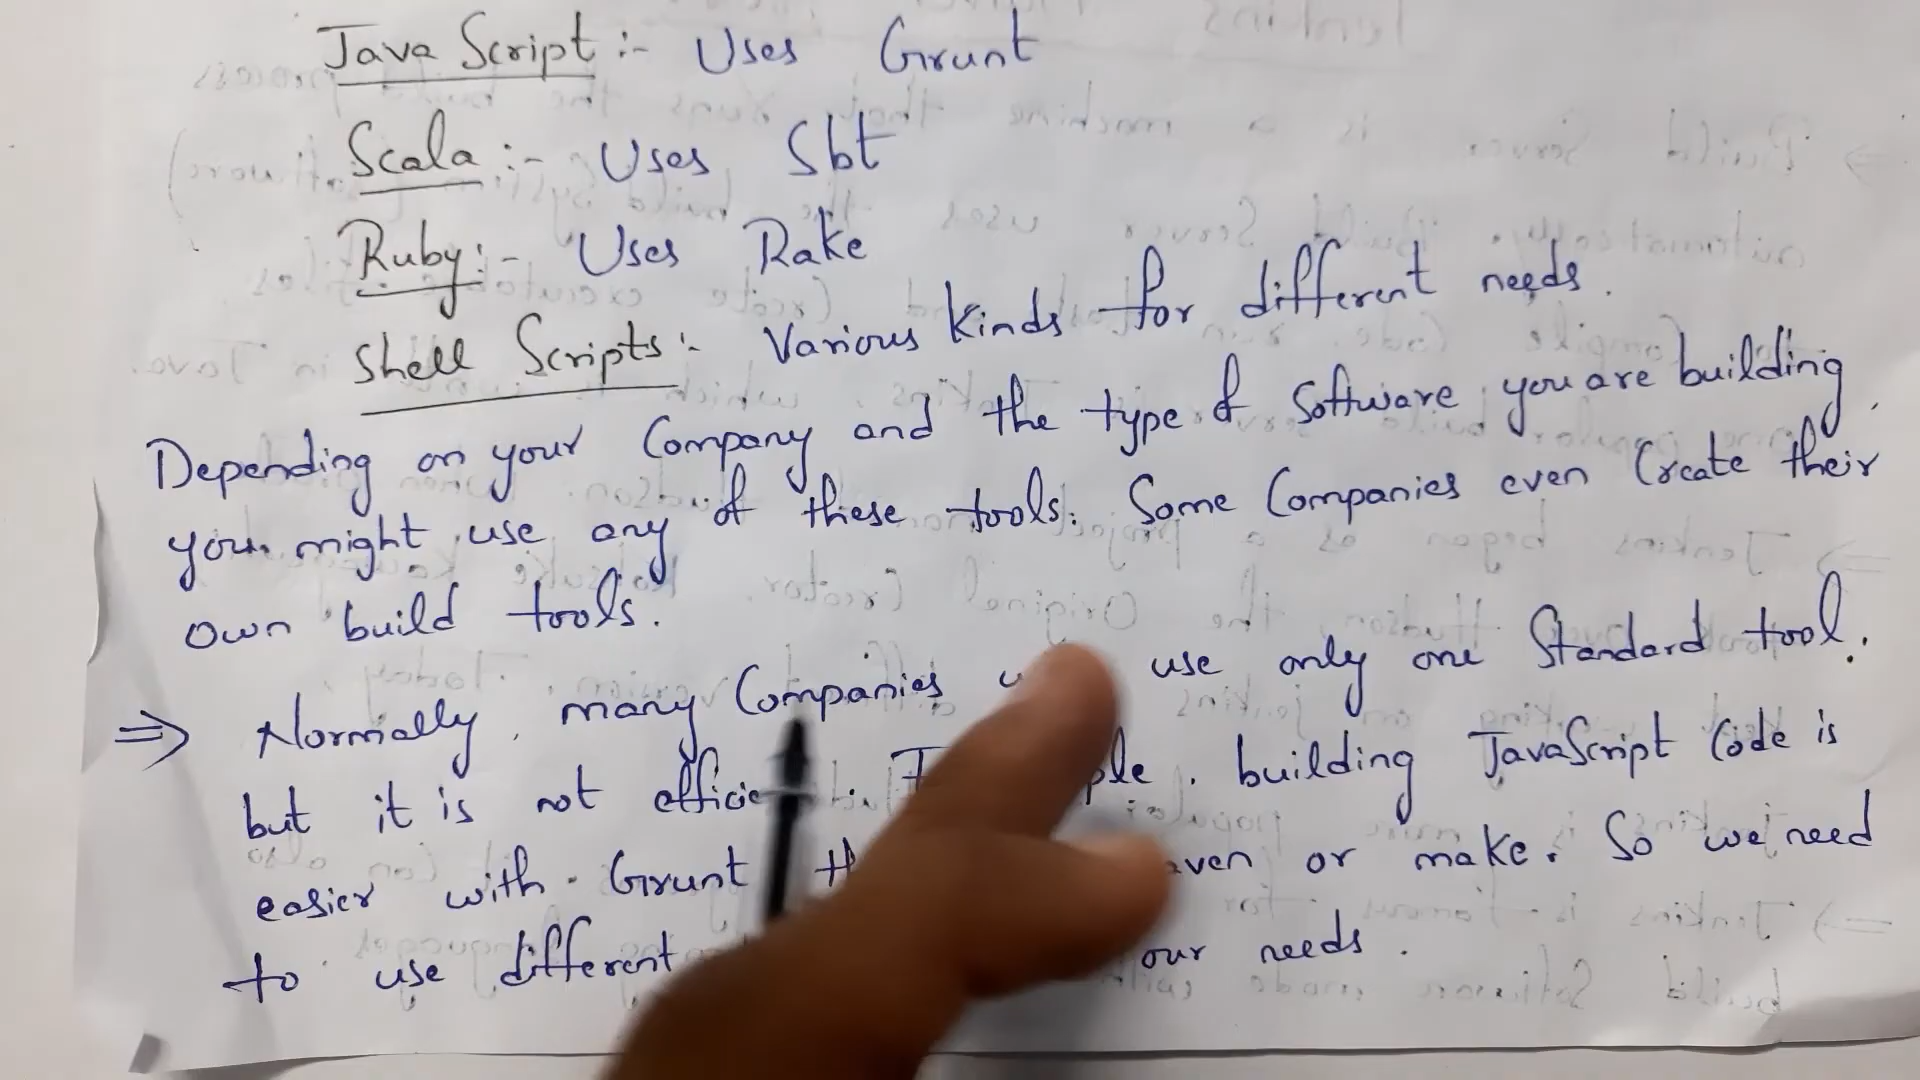 Java Script :- Uses Grunt
Scala :- Uses Sbt
Ruby :- Uses Rake
Shell Scripts :- Various kinds for different needs.
Depending on your Company and the type of Software you are building
you might use any of these tools. Some Companies even Create their
own build tools.
⇒ Normally, many Companies use only one Standard tool.
but it is not building JavaScript Code is
easier with Grunt or make. So we need
to use different our needs.